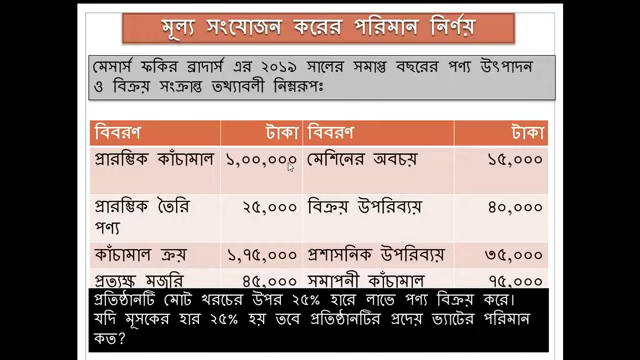 মূল্য সংযোজন করের পরিমান নির্ণয়
মেসার্স ফকির ব্রাদার্স এর ২০১৯ সালের সমাপ্ত বছরের পণ্য উৎপাদন
ও বিক্রয় সংক্রান্ত তথ্যাবলী নিম্নরূপঃ
বিবরণ টাকা বিবরণ টাকা
প্রারম্ভিক কাঁচামাল ১,০০,০০০ মেশিনের অবচয় ১৫,০০০
প্রারম্ভিক তৈরি ২৫,০০০ বিক্রয় উপরিব্যয় ৪০,০০০
পণ্য
কাঁচামাল ক্রয় ১,৭৫,০০০ প্রশাসনিক উপরিব্যয় ৩৫,০০০
প্রত্যক্ষ মজুরি ৪৫,০০০ সমাপনী কাঁচামাল ৭৫,০০০
প্রতিষ্ঠানটি মোট খরচের উপর ২৫% হারে লাভে পণ্য বিক্রয় করে।
যদি মূসকের হার ২৫% হয় তবে প্রতিষ্ঠানটির প্রদেয় ভ্যাটের পরিমান
কত?